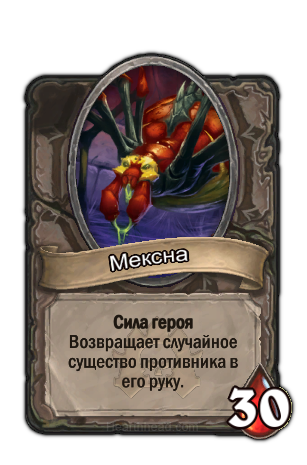 Мексна
Сила героя
Возвращает случайное
существо противника в
его руку.
30